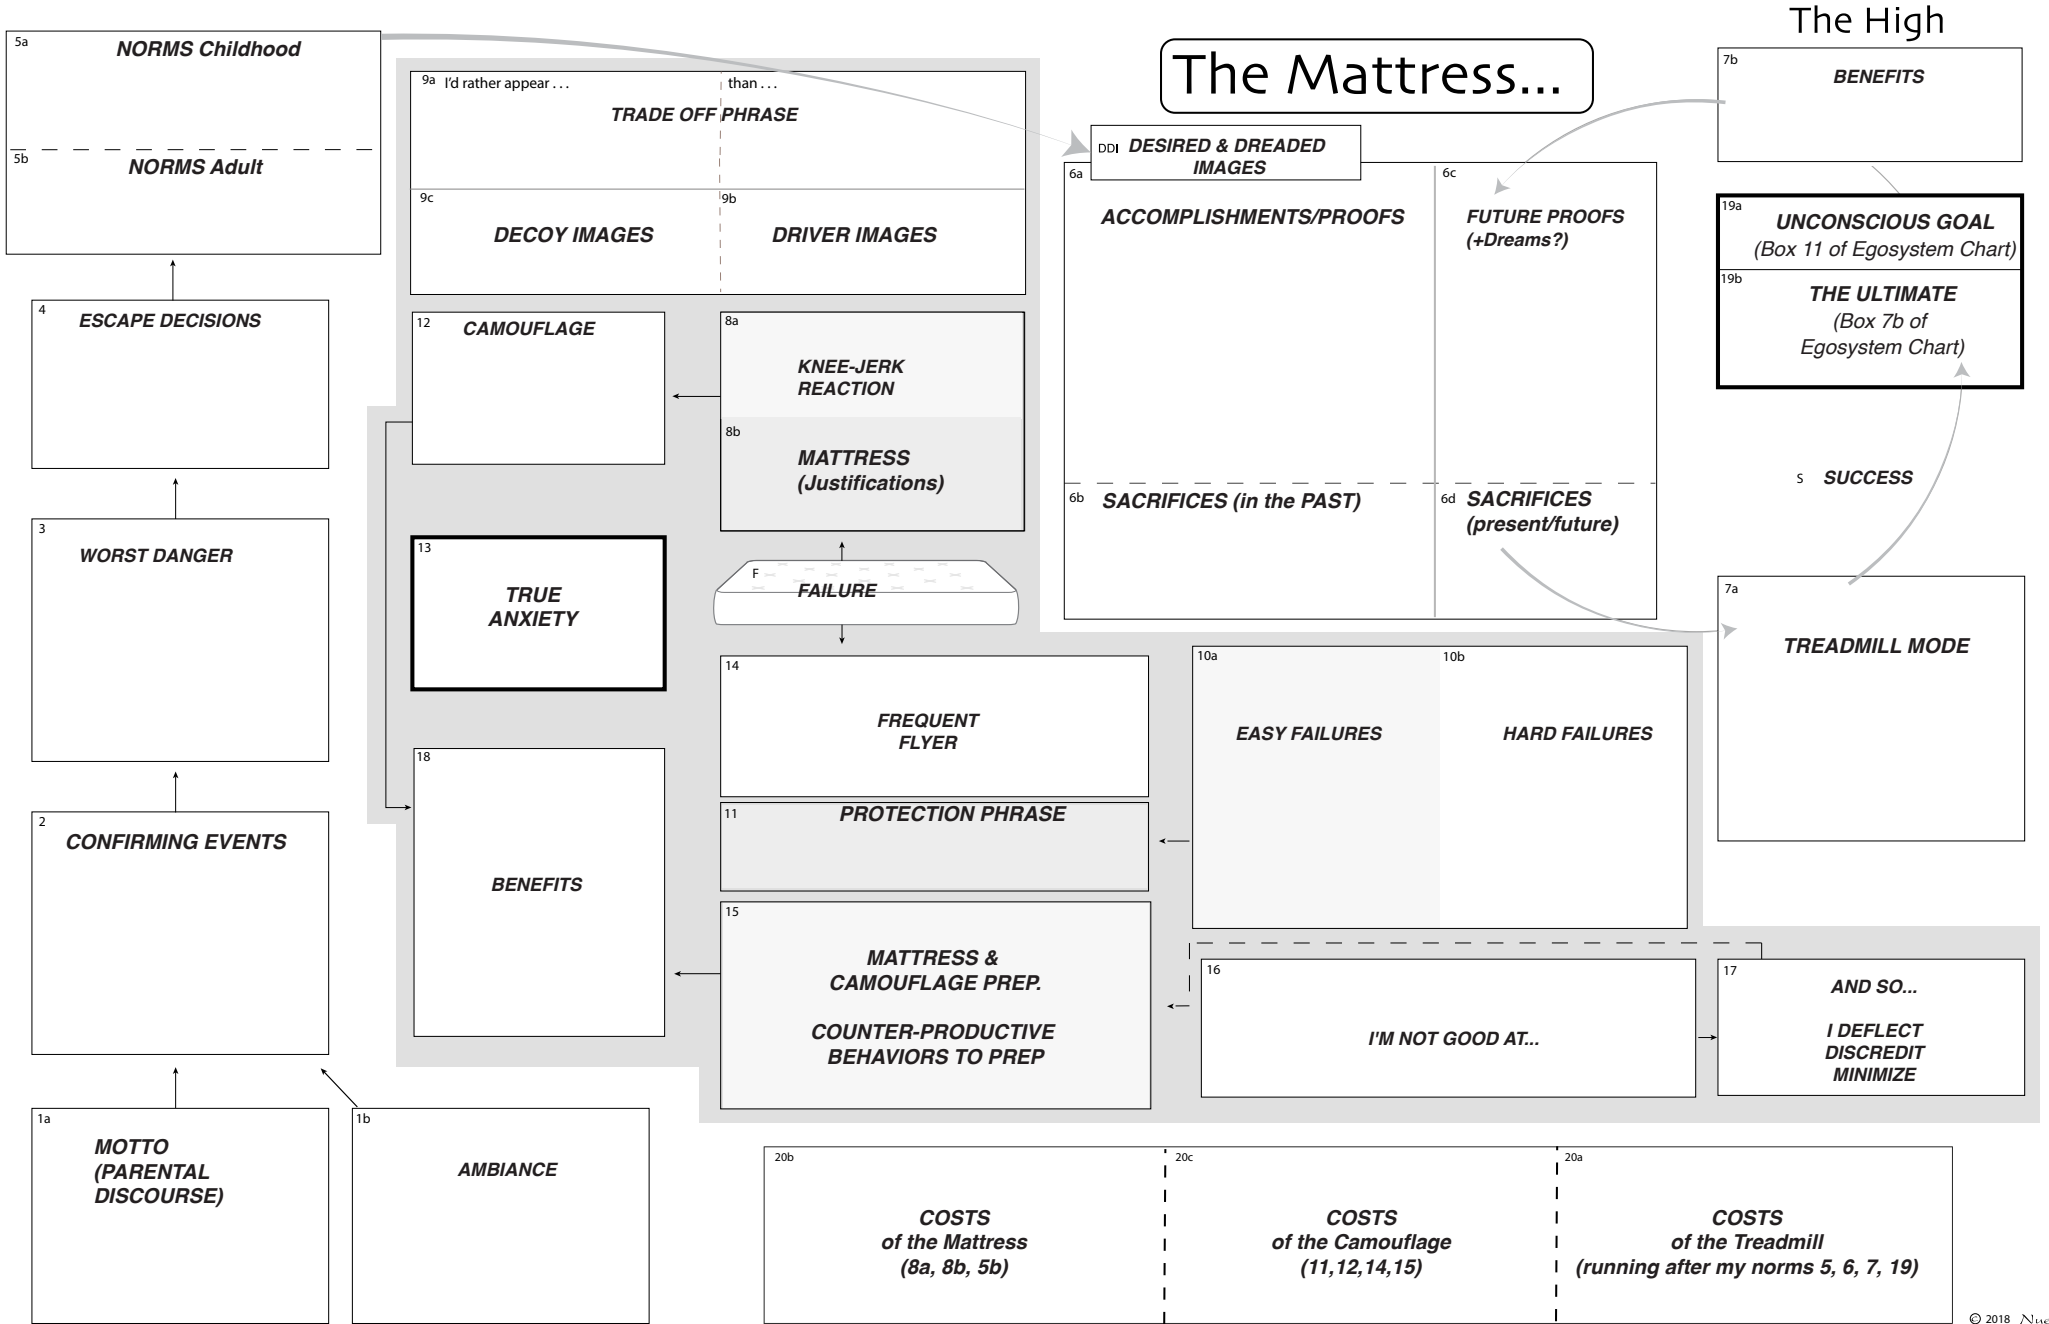 The High
The Mattress...
5a
NORMS Childhood
5b
NORMS Adult
4
ESCAPE DECISIONS
3
WORST DANGER
2
CONFIRMING EVENTS
1a
MOTTO
(PARENTAL
DISCOURSE)
1b
AMBIANCE
9a I'd rather appear . . .
than . . .
TRADE OFF PHRASE
9c
DECOY IMAGES
9b
DRIVER IMAGES
12
CAMOUFLAGE
8a
KNEE-JERK
REACTION
8b
MATTRESS
(Justifications)
13
TRUE
ANXIETY
F
FAILURE
14
FREQUENT
FLYER
11
PROTECTION PHRASE
18
BENEFITS
15
MATTRESS &
CAMOUFLAGE PREP.
COUNTER-PRODUCTIVE
BEHAVIORS TO PREP
DDI DESIRED & DREADED
IMAGES
6a
ACCOMPLISHMENTS/PROOFS
6c
FUTURE PROOFS
(+Dreams?)
6b SACRIFICES (in the PAST)
6d SACRIFICES
(present/future)
10a
EASY FAILURES
10b
HARD FAILURES
16
I'M NOT GOOD AT...
17
AND SO...
I DEFLECT
DISCREDIT
MINIMIZE
7b
BENEFITS
19a
UNCONSCIOUS GOAL
(Box 11 of Egosystem Chart)
19b
THE ULTIMATE
(Box 7b of
Egosystem Chart)
S SUCCESS
7a
TREADMILL MODE
20b
COSTS
of the Mattress
(8a, 8b, 5b)
20c
COSTS
of the Camouflage
(11,12,14,15)
20a
COSTS
of the Treadmill
(running after my norms 5, 6, 7, 19)
© 2018